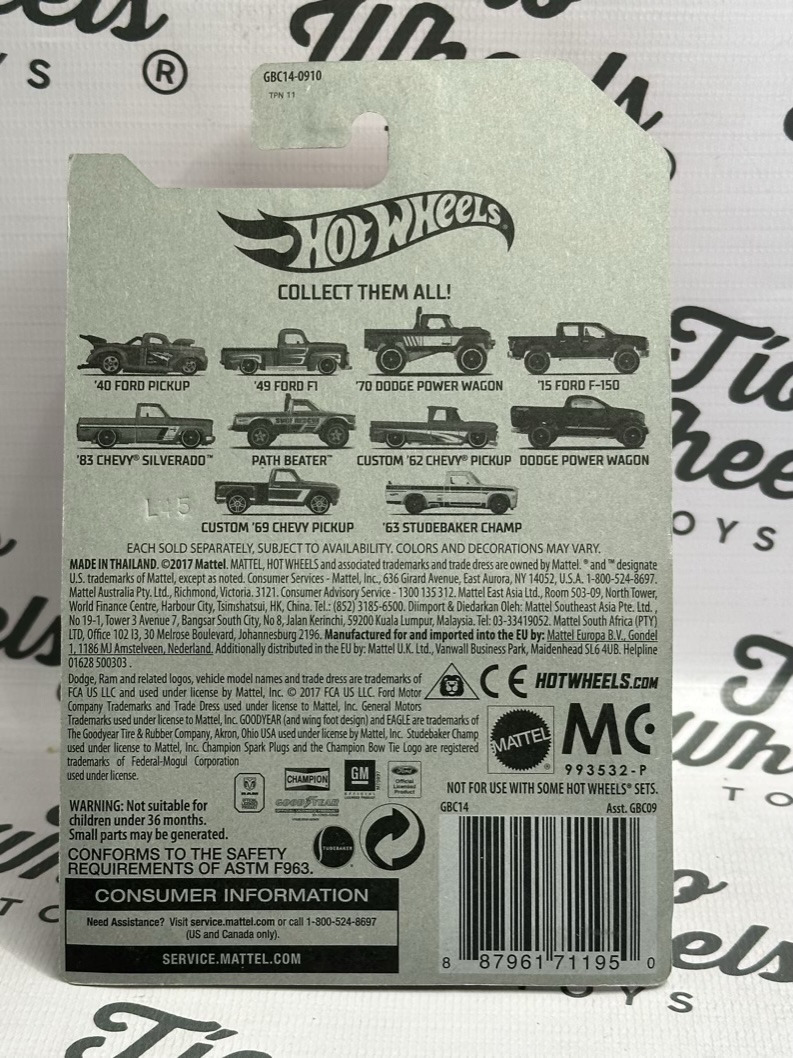 GBC14-0910
TPN 11
HOT WHEELS
COLLECT THEM ALL!
'40 FORD PICKUP '49 FORD F1 '70 DODGE POWER WAGON '15 FORD F-150
'83 CHEVY® SILVERADO™ PATH BEATER™ CUSTOM '62 CHEVY® PICKUP DODGE POWER WAGON
L45
CUSTOM '69 CHEVY PICKUP '63 STUDEBAKER CHAMP
EACH SOLD SEPARATELY, SUBJECT TO AVAILABILITY. COLORS AND DECORATIONS MAY VARY.
MADE IN THAILAND. ©2017 Mattel. MATTEL, HOT WHEELS and associated trademarks and trade dress are owned by Mattel. ® and ™ designate
U.S. trademarks of Mattel, except as noted. Consumer Services - Mattel, Inc., 636 Girard Avenue, East Aurora, NY 14052, U.S.A. 1-800-524-8697.
Mattel Australia Pty. Ltd., Richmond, Victoria. 3121. Consumer Advisory Service - 1300 135 312. Mattel East Asia Ltd., Room 503-09, North Tower,
World Finance Centre, Harbour City, Tsimshatsui, HK, China. Tel.: (852) 3185-6500. Diimport & Diedarkan Oleh: Mattel Southeast Asia Pte. Ltd. ,
No 19-1, Tower 3 Avenue 7, Bangsar South City, No 8, Jalan Kerinchi, 59200 Kuala Lumpur, Malaysia. Tel: 03-33419052. Mattel South Africa (PTY)
LTD, Office 102 I3, 30 Melrose Boulevard, Johannesburg 2196. Manufactured for and imported into the EU by: Mattel Europa B.V., Gondel
1, 1186 MJ Amstelveen, Nederland. Additionally distributed in the EU by: Mattel U.K. Ltd., Vanwall Business Park, Maidenhead SL6 4UB. Helpline
01628 500303 .
Dodge, Ram and related logos, vehicle model names and trade dress are trademarks of
FCA US LLC and used under license by Mattel, Inc. © 2017 FCA US LLC. Ford Motor
Company Trademarks and Trade Dress used under license to Mattel, Inc. General Motors
Trademarks used under license to Mattel, Inc. GOODYEAR (and wing foot design) and EAGLE are trademarks of
The Goodyear Tire & Rubber Company, Akron, Ohio USA used under license by Mattel, Inc. Studebaker Champ
used under license to Mattel, Inc. Champion Spark Plugs and the Champion Bow Tie Logo are registered
trademarks of Federal-Mogul Corporation
used under license.
CE HOTWHEELS.COM
MATTEL
MC
993532-P
RAM CHAMPION GOODYEAR GM Ford Official Licensed Product
NOT FOR USE WITH SOME HOT WHEELS® SETS.
GBC14 Asst. GBC09
WARNING: Not suitable for
children under 36 months.
Small parts may be generated.
STUDEBAKER
CONFORMS TO THE SAFETY
REQUIREMENTS OF ASTM F963.
CONSUMER INFORMATION
Need Assistance? Visit service.mattel.com or call 1-800-524-8697
(US and Canada only).
SERVICE.MATTEL.COM
8 87961 71195 0